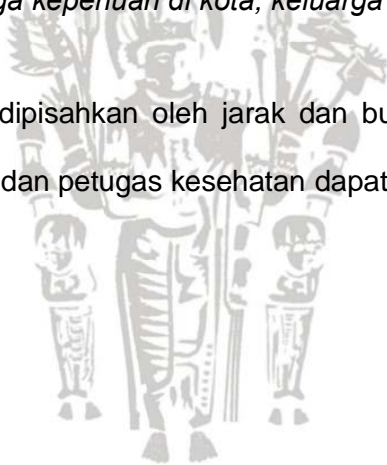 ga keperluan di kota, keluarga
dipisahkan oleh jarak dan bu
dan petugas kesehatan dapat